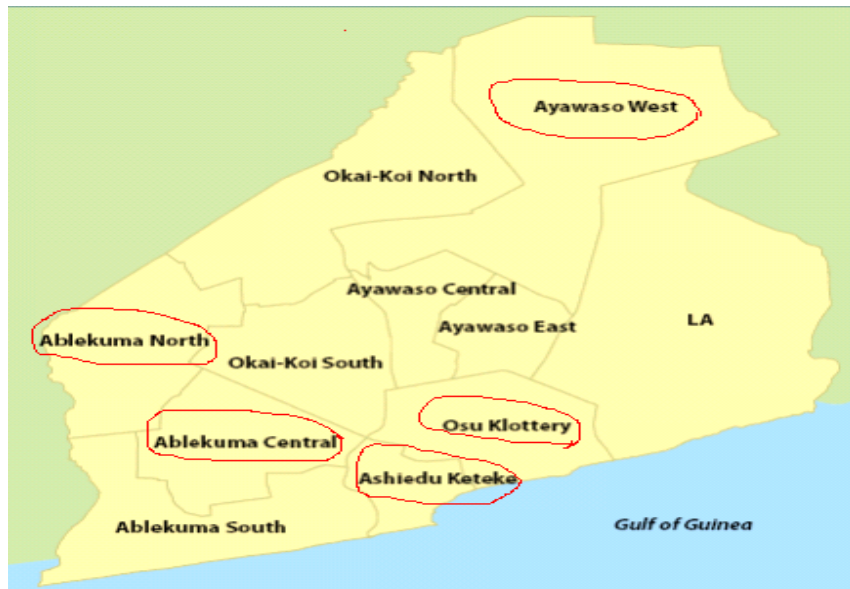 Ayawaso West
Okai-Koi North
Ayawaso Central
LA
Ayawaso East
Ablekuma North
Okai-Koi South
Osu Klottery
Ablekuma Central
Ashiedu Keteke
Ablekuma South
Gulf of Guinea